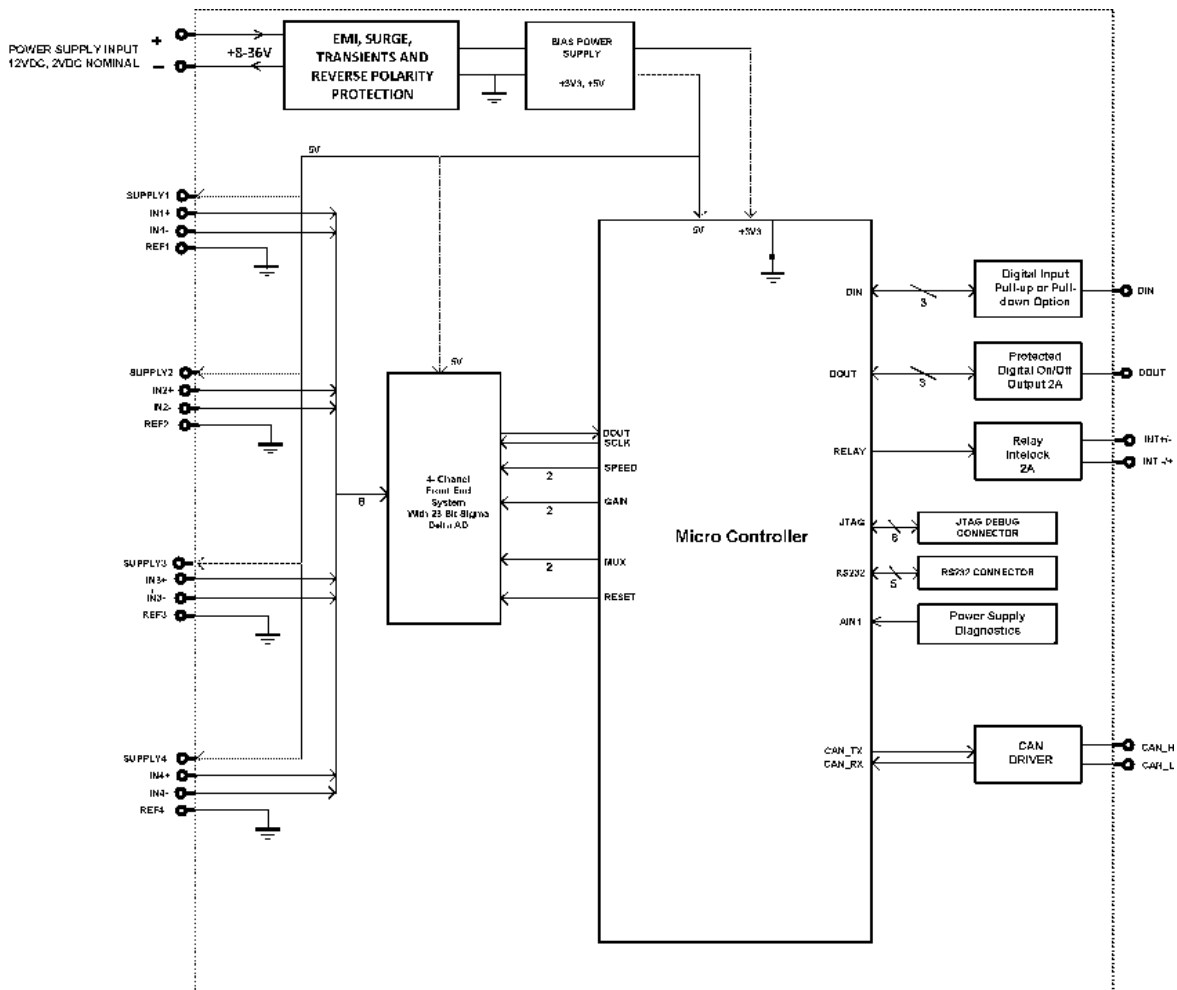 POWER SUPPLY INPUT
12VDC, 2VDC NOMINAL
+
−
+8-36V
EMI, SURGE,
TRANSIENTS AND
REVERSE POLARITY
PROTECTION
BIAS POWER
SUPPLY
+3V3, +5V
5V
SUPPLY1
IN1+
IN1-
REF1
SUPPLY2
IN2+
IN2-
REF2
SUPPLY3
IN3+
IN3-
REF3
SUPPLY4
IN4+
IN4-
REF4
8
5V
4- Chanel
Front End
System
With 23 Bit Sigma
Delta AD
2
2
2
5V
+3V3
DOUT
SCLK
SPEED
GAIN
MUX
RESET
Micro Controller
DIN
DOUT
RELAY
JTAG
RS232
AIN1
CAN_TX
CAN_RX
3
3
6
5
Digital Input
Pull-up or Pull-
down Option
DIN
Protected
Digital On/Off
Output 2A
DOUT
Relay
Intelock
2A
INT+/-
INT -/+
JTAG DEBUG
CONNECTOR
RS232 CONNECTOR
Power Supply
Diagnostics
CAN
DRIVER
CAN_H
CAN_L